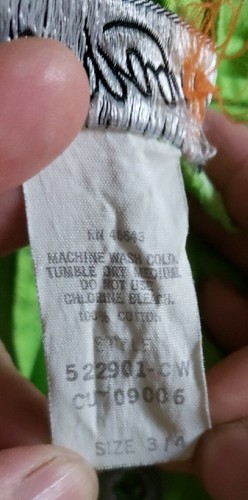 RN 46643
MACHINE WASH COLD.
TUMBLE DRY MEDIUM.
DO NOT USE
CHLORINE BLEACH.
100% COTTON
STYLE
522901-CW
CUT 09006
SIZE 3/4